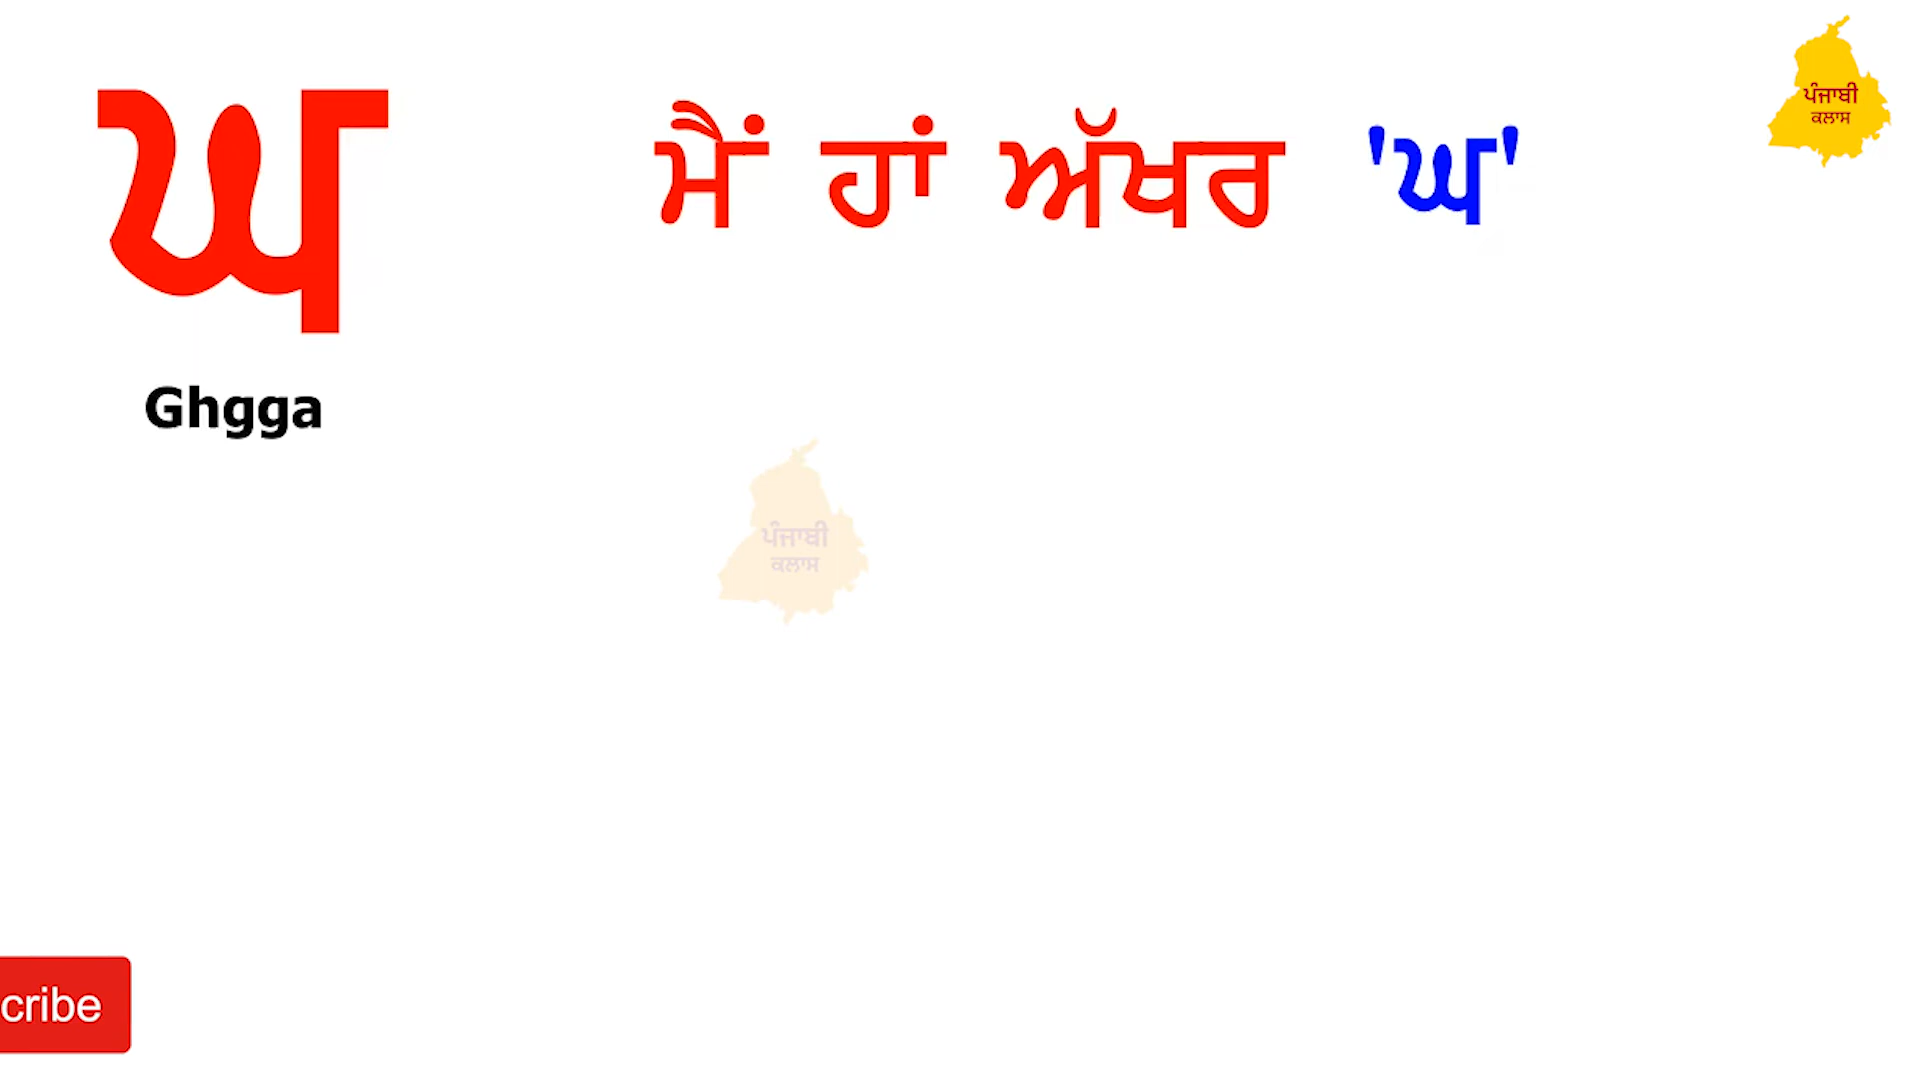 ਘ
ਮੈਂ ਹਾਂ ਅੱਖਰ 'ਘ'
ਪੰਜਾਬੀ
ਕਲਾਸ
Ghgga
ਪੰਜਾਬੀ
ਕਲਾਸ
cribe